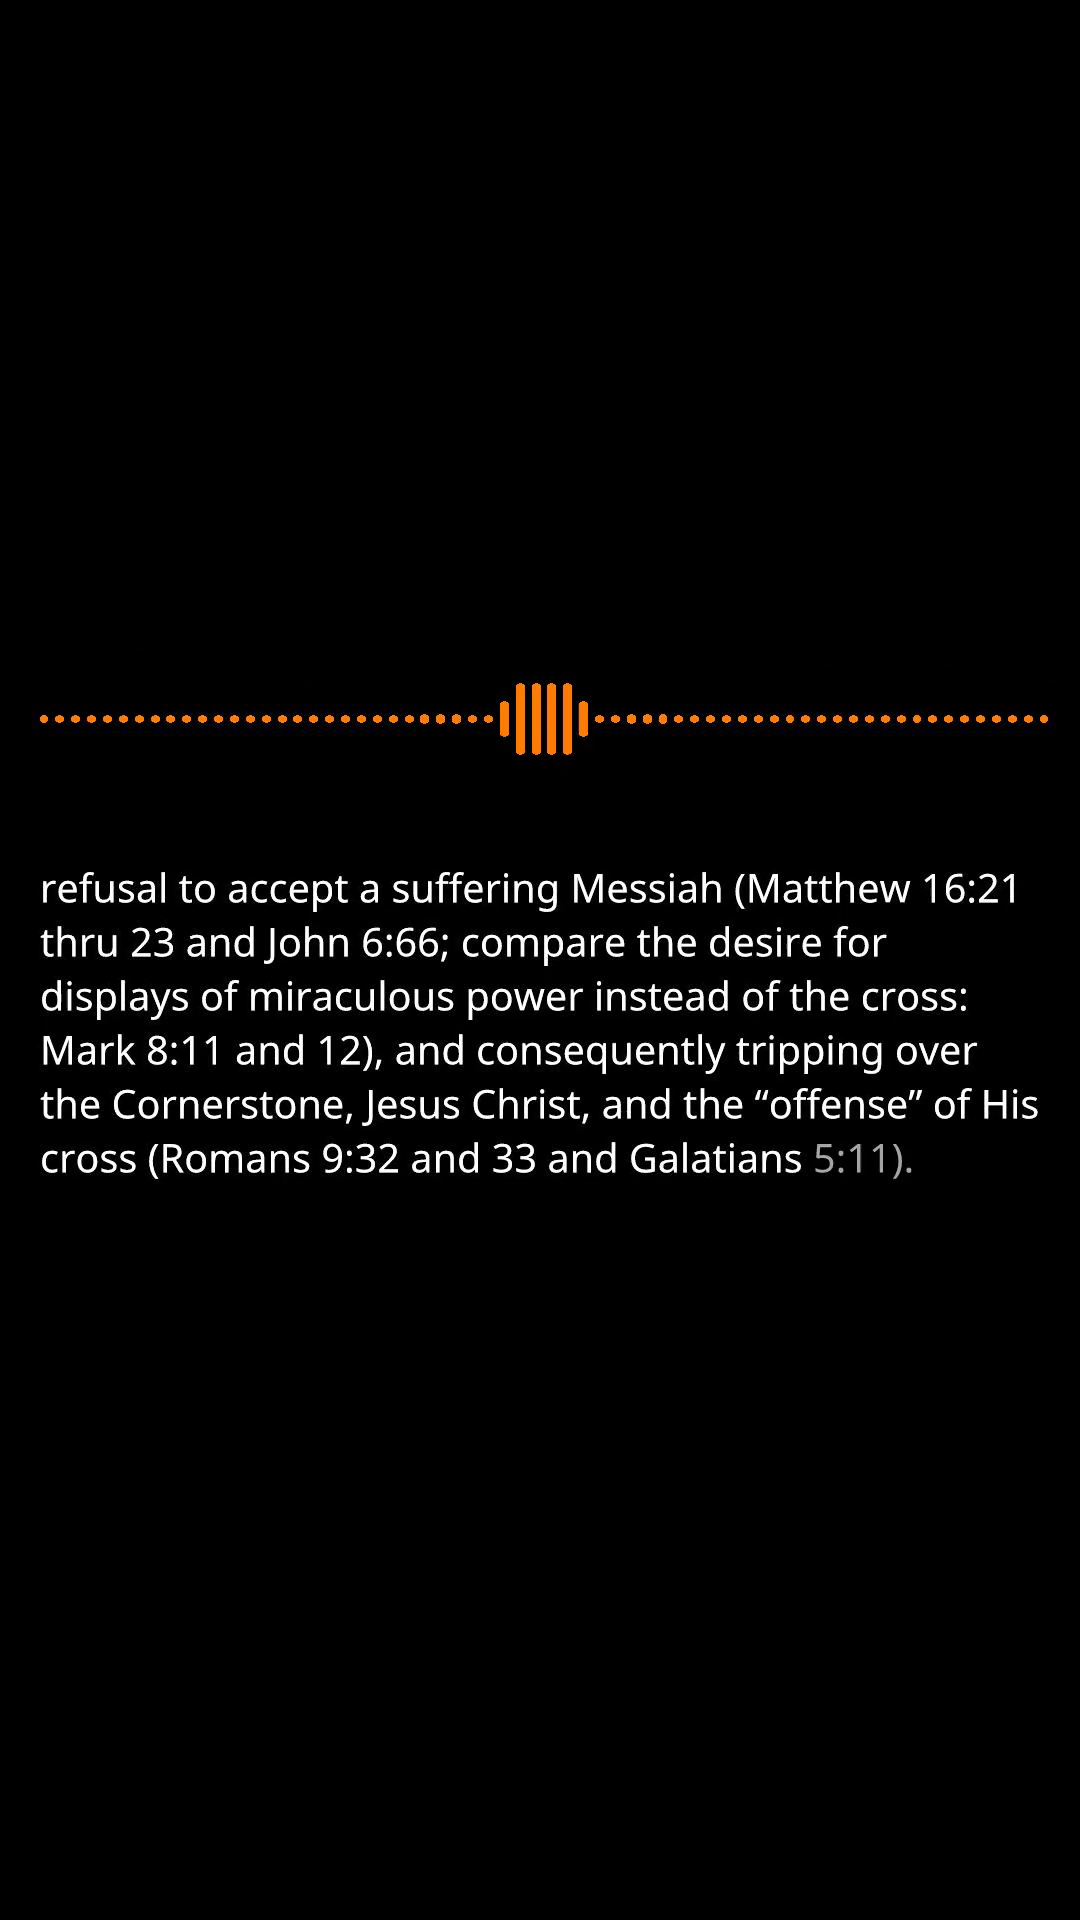 refusal to accept a suffering Messiah (Matthew 16:21
thru 23 and John 6:66; compare the desire for
displays of miraculous power instead of the cross:
Mark 8:11 and 12), and consequently tripping over
the Cornerstone, Jesus Christ, and the “offense” of His
cross (Romans 9:32 and 33 and Galatians 5:11).